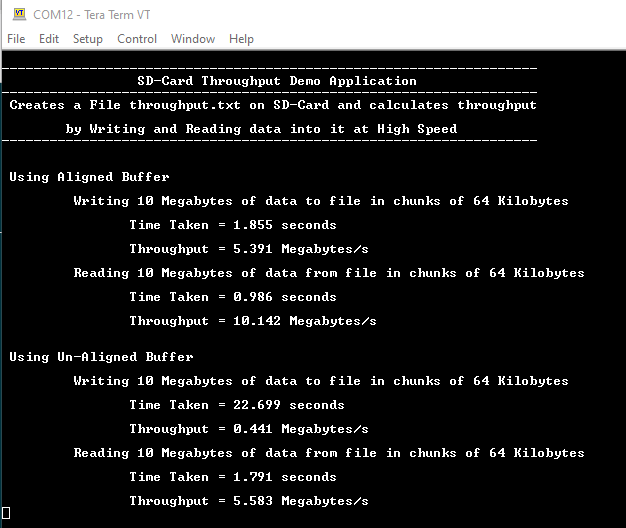 VT COM12 - Tera Term VT
File Edit Setup Control Window Help
SD-Card Throughput Demo Application
Creates a File throughput.txt on SD-Card and calculates throughput
by Writing and Reading data into it at High Speed
Using Aligned Buffer
Writing 10 Megabytes of data to file in chunks of 64 Kilobytes
Time Taken = 1.855 seconds
Throughput = 5.391 Megabytes/s
Reading 10 Megabytes of data from file in chunks of 64 Kilobytes
Time Taken = 0.986 seconds
Throughput = 10.142 Megabytes/s
Using Un-Aligned Buffer
Writing 10 Megabytes of data to file in chunks of 64 Kilobytes
Time Taken = 22.699 seconds
Throughput = 0.441 Megabytes/s
Reading 10 Megabytes of data from file in chunks of 64 Kilobytes
Time Taken = 1.791 seconds
Throughput = 5.583 Megabytes/s